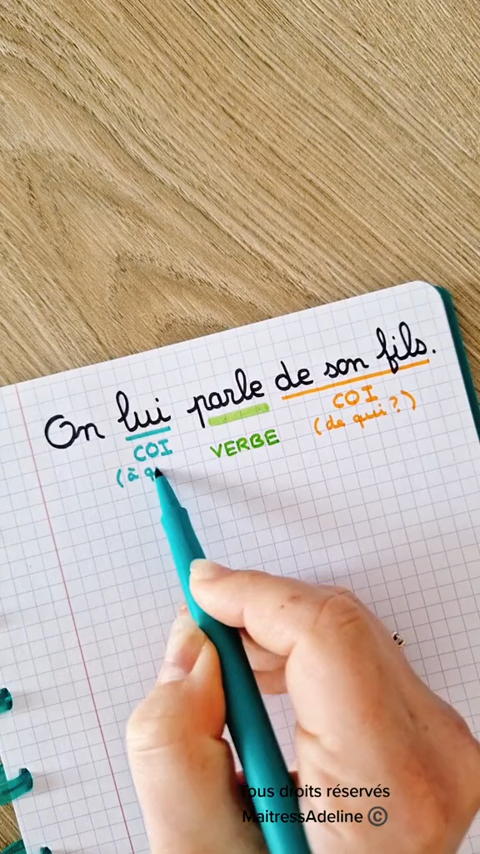 On lui parle de son fils.
COI VERBE COI
(à (de qui ?)
Tous droits réservés
MaitressAdeline ©